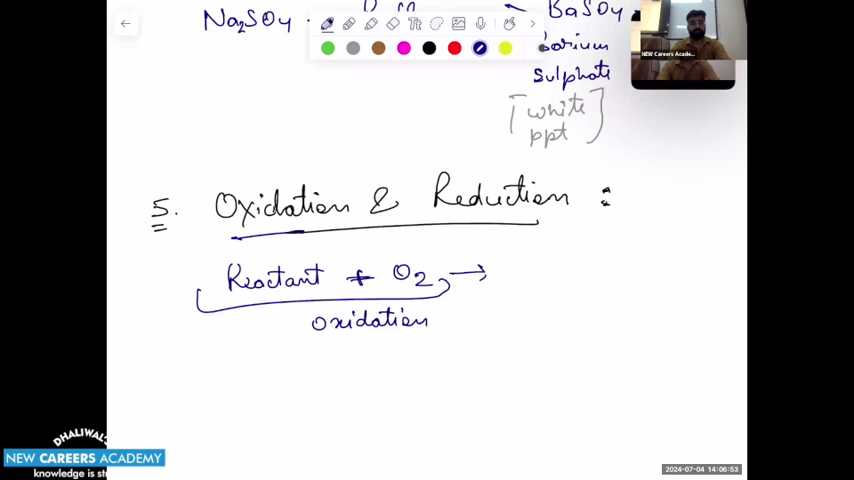 Na₂SO₄
BaSO₄
Tt
NEW Careers Acade...
Barium
Sulphate
[white
ppt]
5. Oxidation & Reduction :
Reactant + O₂ →
Oxidation
DHALIWAL'S
NEW CAREERS ACADEMY
knowledge is str
2024-07-04 14:06:53